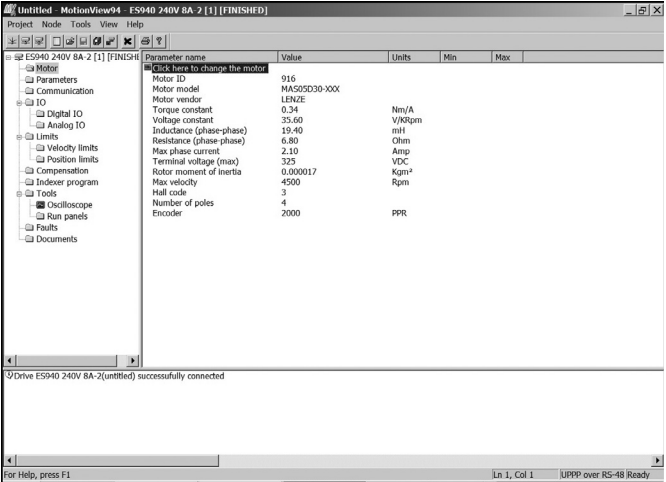 Untitled - MotionView94 - ES940 240V 8A-2 [1] [FINISHED]
Project Node Tools View Help
ES940 240V 8A-2 [1] [FINISHE
Motor
Parameters
Communication
IO
Digital IO
Analog IO
Limits
Velocity limits
Position limits
Compensation
Indexer program
Tools
Oscilloscope
Run panels
Faults
Documents
Parameter name Value Units Min Max
Click here to change the motor
Motor ID 916
Motor model MAS05D30-XXX
Motor vendor LENZE
Torque constant 0.34 Nm/A
Voltage constant 35.60 V/KRpm
Inductance (phase-phase) 19.40 mH
Resistance (phase-phase) 6.80 Ohm
Max phase current 2.10 Amp
Terminal voltage (max) 325 VDC
Rotor moment of inertia 0.000017 Kgm²
Max velocity 4500 Rpm
Hall code 3
Number of poles 4
Encoder 2000 PPR
Drive ES940 240V 8A-2(untitled) successufully connected
For Help, press F1 Ln 1, Col 1 UPPP over RS-48 Ready